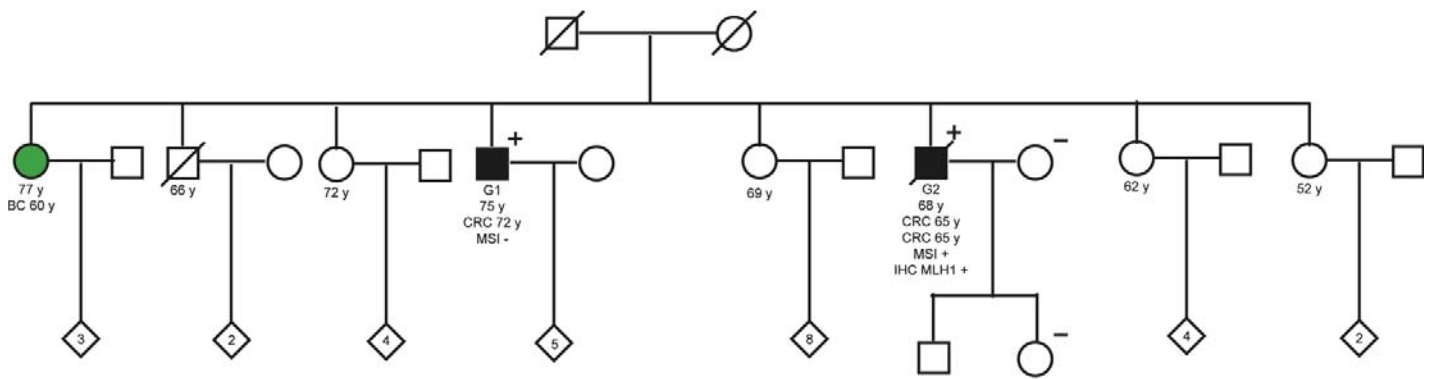 +
+
-
77 y
BC 60 y
66 y
72 y
G1
75 y
CRC 72 y
MSI -
69 y
G2
68 y
CRC 65 y
CRC 65 y
MSI +
IHC MLH1 +
62 y
52 y
3
2
4
5
8
-
4
2